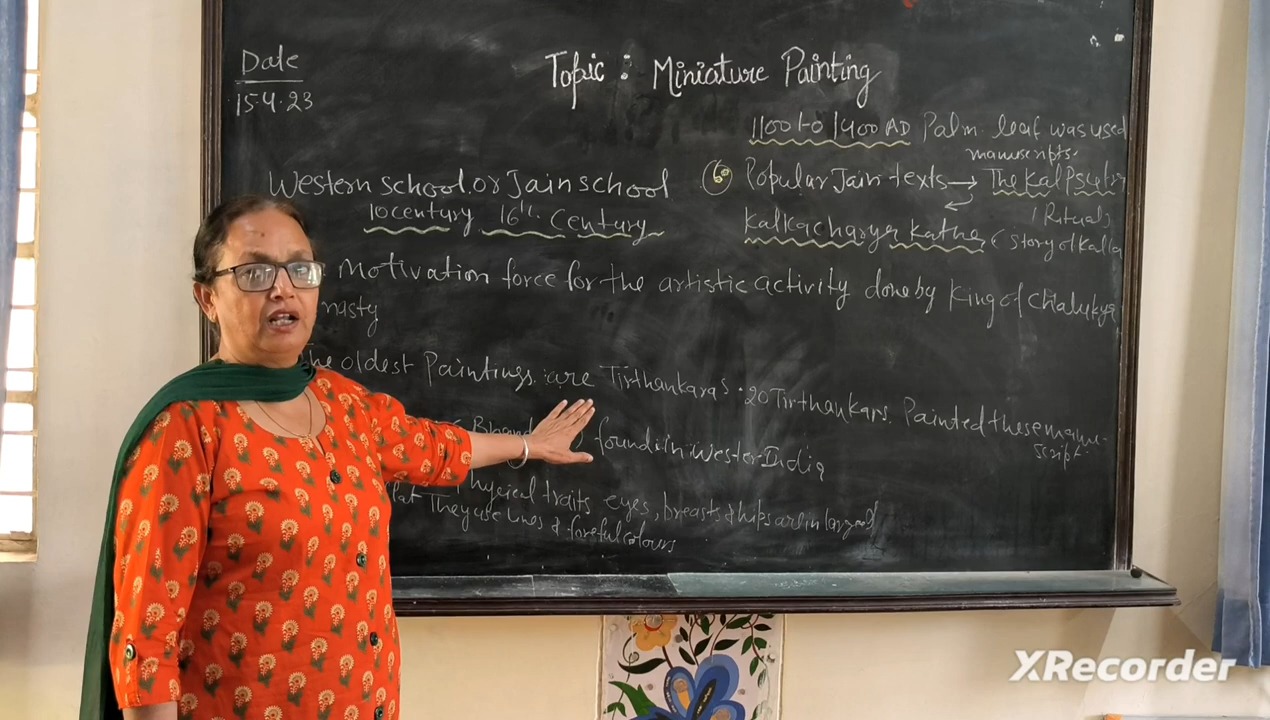 Date
15.4.23
Topic : Miniature Painting
1100 to 1400 AD Palm leaf was used
manuscripts.
Western school or Jain school
10 century 16th Century
6 Popular Jain texts → The Kalpsutra
Kalkacharya Katha ( story of Kalka
( Rituals
Motivation force for the artistic activity done by King of Chalukya
nasty
The oldest Paintings are Tirthankaras . 20 Tirthankars. Painted these manu-
script.
found in Wester India
Physical traits eyes, breasts & hips are in larged
They use lines & forceful colours
XRecorder